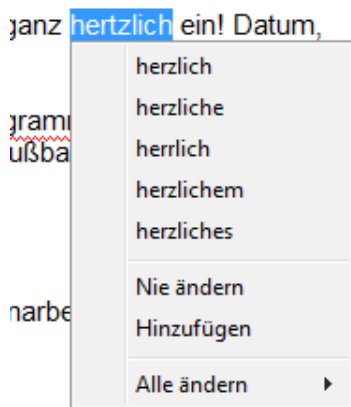 ganz hertzlich ein! Datum,
herzlich
herzliche
herrlich
herzlichem
herzliches
Nie ändern
Hinzufügen
Alle ändern